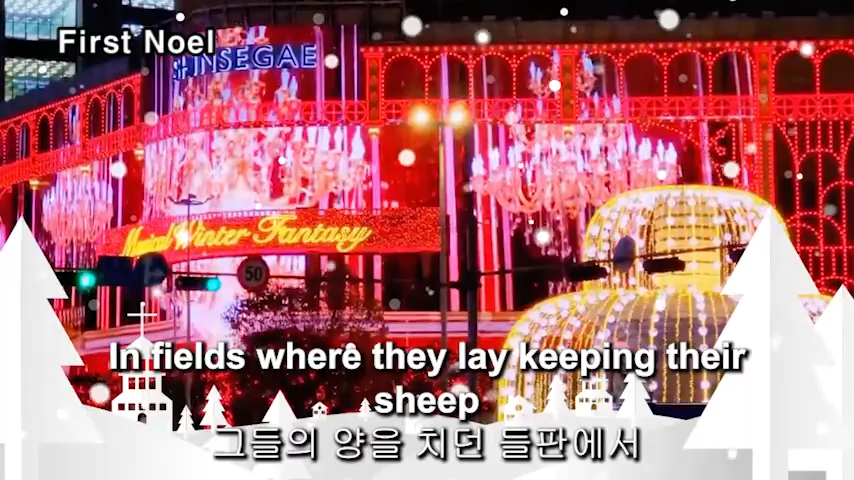 First Noel
SHINSEGAE
Musical Winter Fantasy
50
In fields where they lay keeping their
sheep
그들의 양을 치던 들판에서